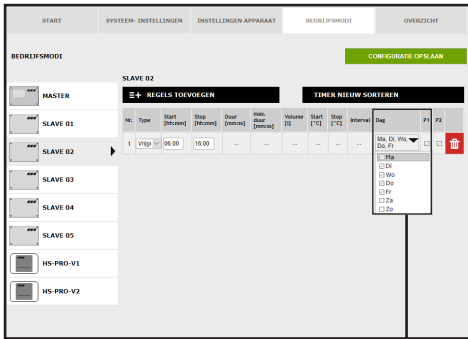 START
SYSTEEM- INSTELLINGEN
INSTELLINGEN APPARAAT
BEDRIJFSMODI
OVERZICHT
BEDRIJFSMODI
CONFIGURATIE OPSLAAN
SLAVE 02
MASTER
SLAVE 01
SLAVE 02
SLAVE 03
SLAVE 04
SLAVE 05
HS-PRO-V1
HS-PRO-V2
REGELS TOEVOEGEN
TIMER NIEUW SORTEREN
Nr. Type Start [hh:mm] Stop [hh:mm] Duur [mm:ss] max. duur [mm:ss] Volume [l] Start [°C] Stop [°C] Interval Dag P1 P2
1 Vrijge 06:00 16:00 -- -- -- -- -- -- Ma, Di, Wo, Do, Fr
Ma
Di
Wo
Do
Fr
Za
Zo